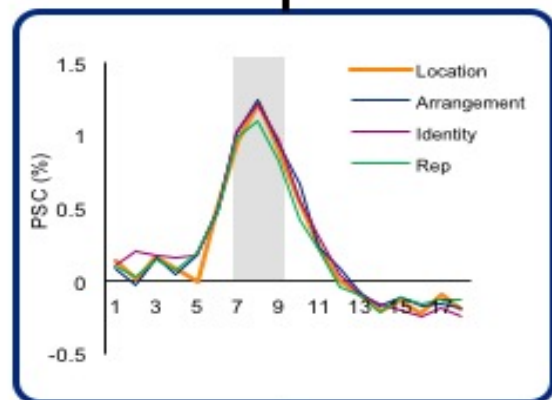 1.5
1
0.5
0
-0.5
PSC (%)
Location
Arrangement
Identity
Rep
1 3 5 7 9 11 13 15 17